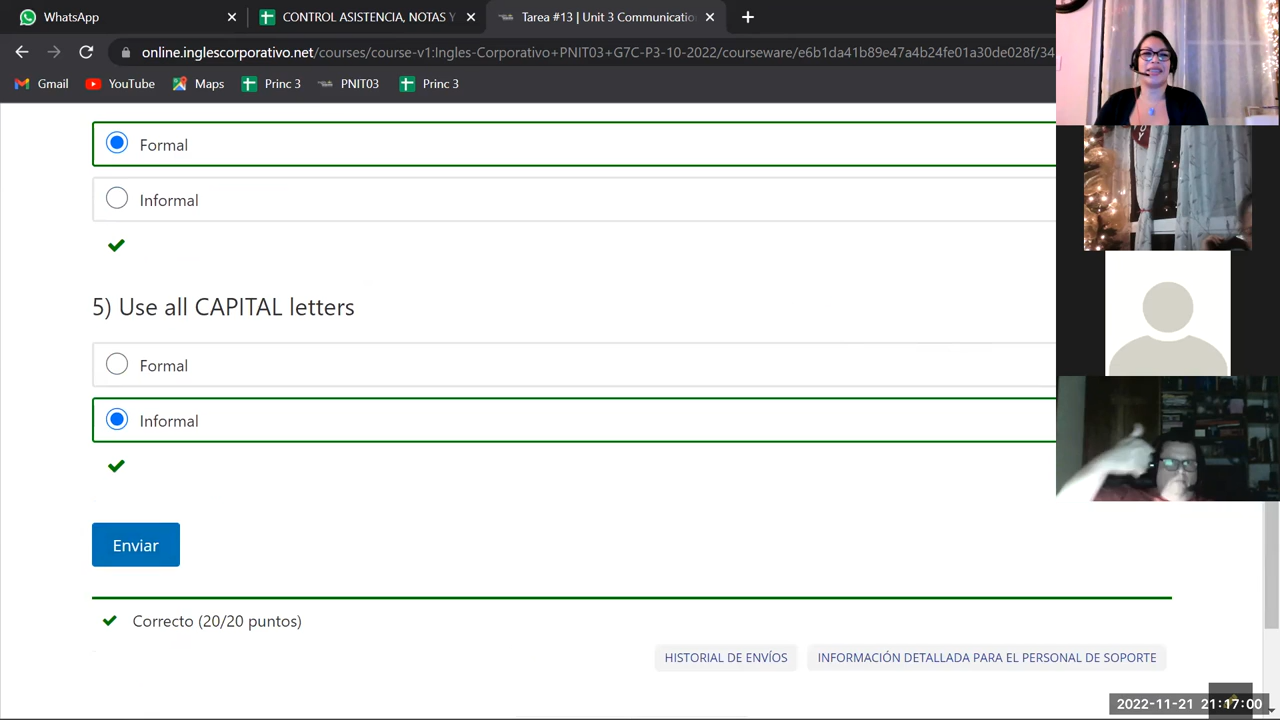 WhatsApp
CONTROL ASISTENCIA, NOTAS Y
Tarea #13 | Unit 3 Communicatio
online.inglescorporativo.net/courses/course-v1:Ingles-Corporativo+PNIT03+G7C-P3-10-2022/courseware/e6b1da41b89e47a4b24fe01a30de028f/34
Gmail
YouTube
Maps
Princ 3
PNIT03
Princ
Formal
Informal
5) Use all CAPITAL letters
Formal
Informal
Enviar
Correcto (20/20 puntos)
HISTORIAL DE ENVÍOS
INFORMACIÓN DETALLADA PARA EL PERSONAL DE SOPORTE
2022-11-21 21:17:00